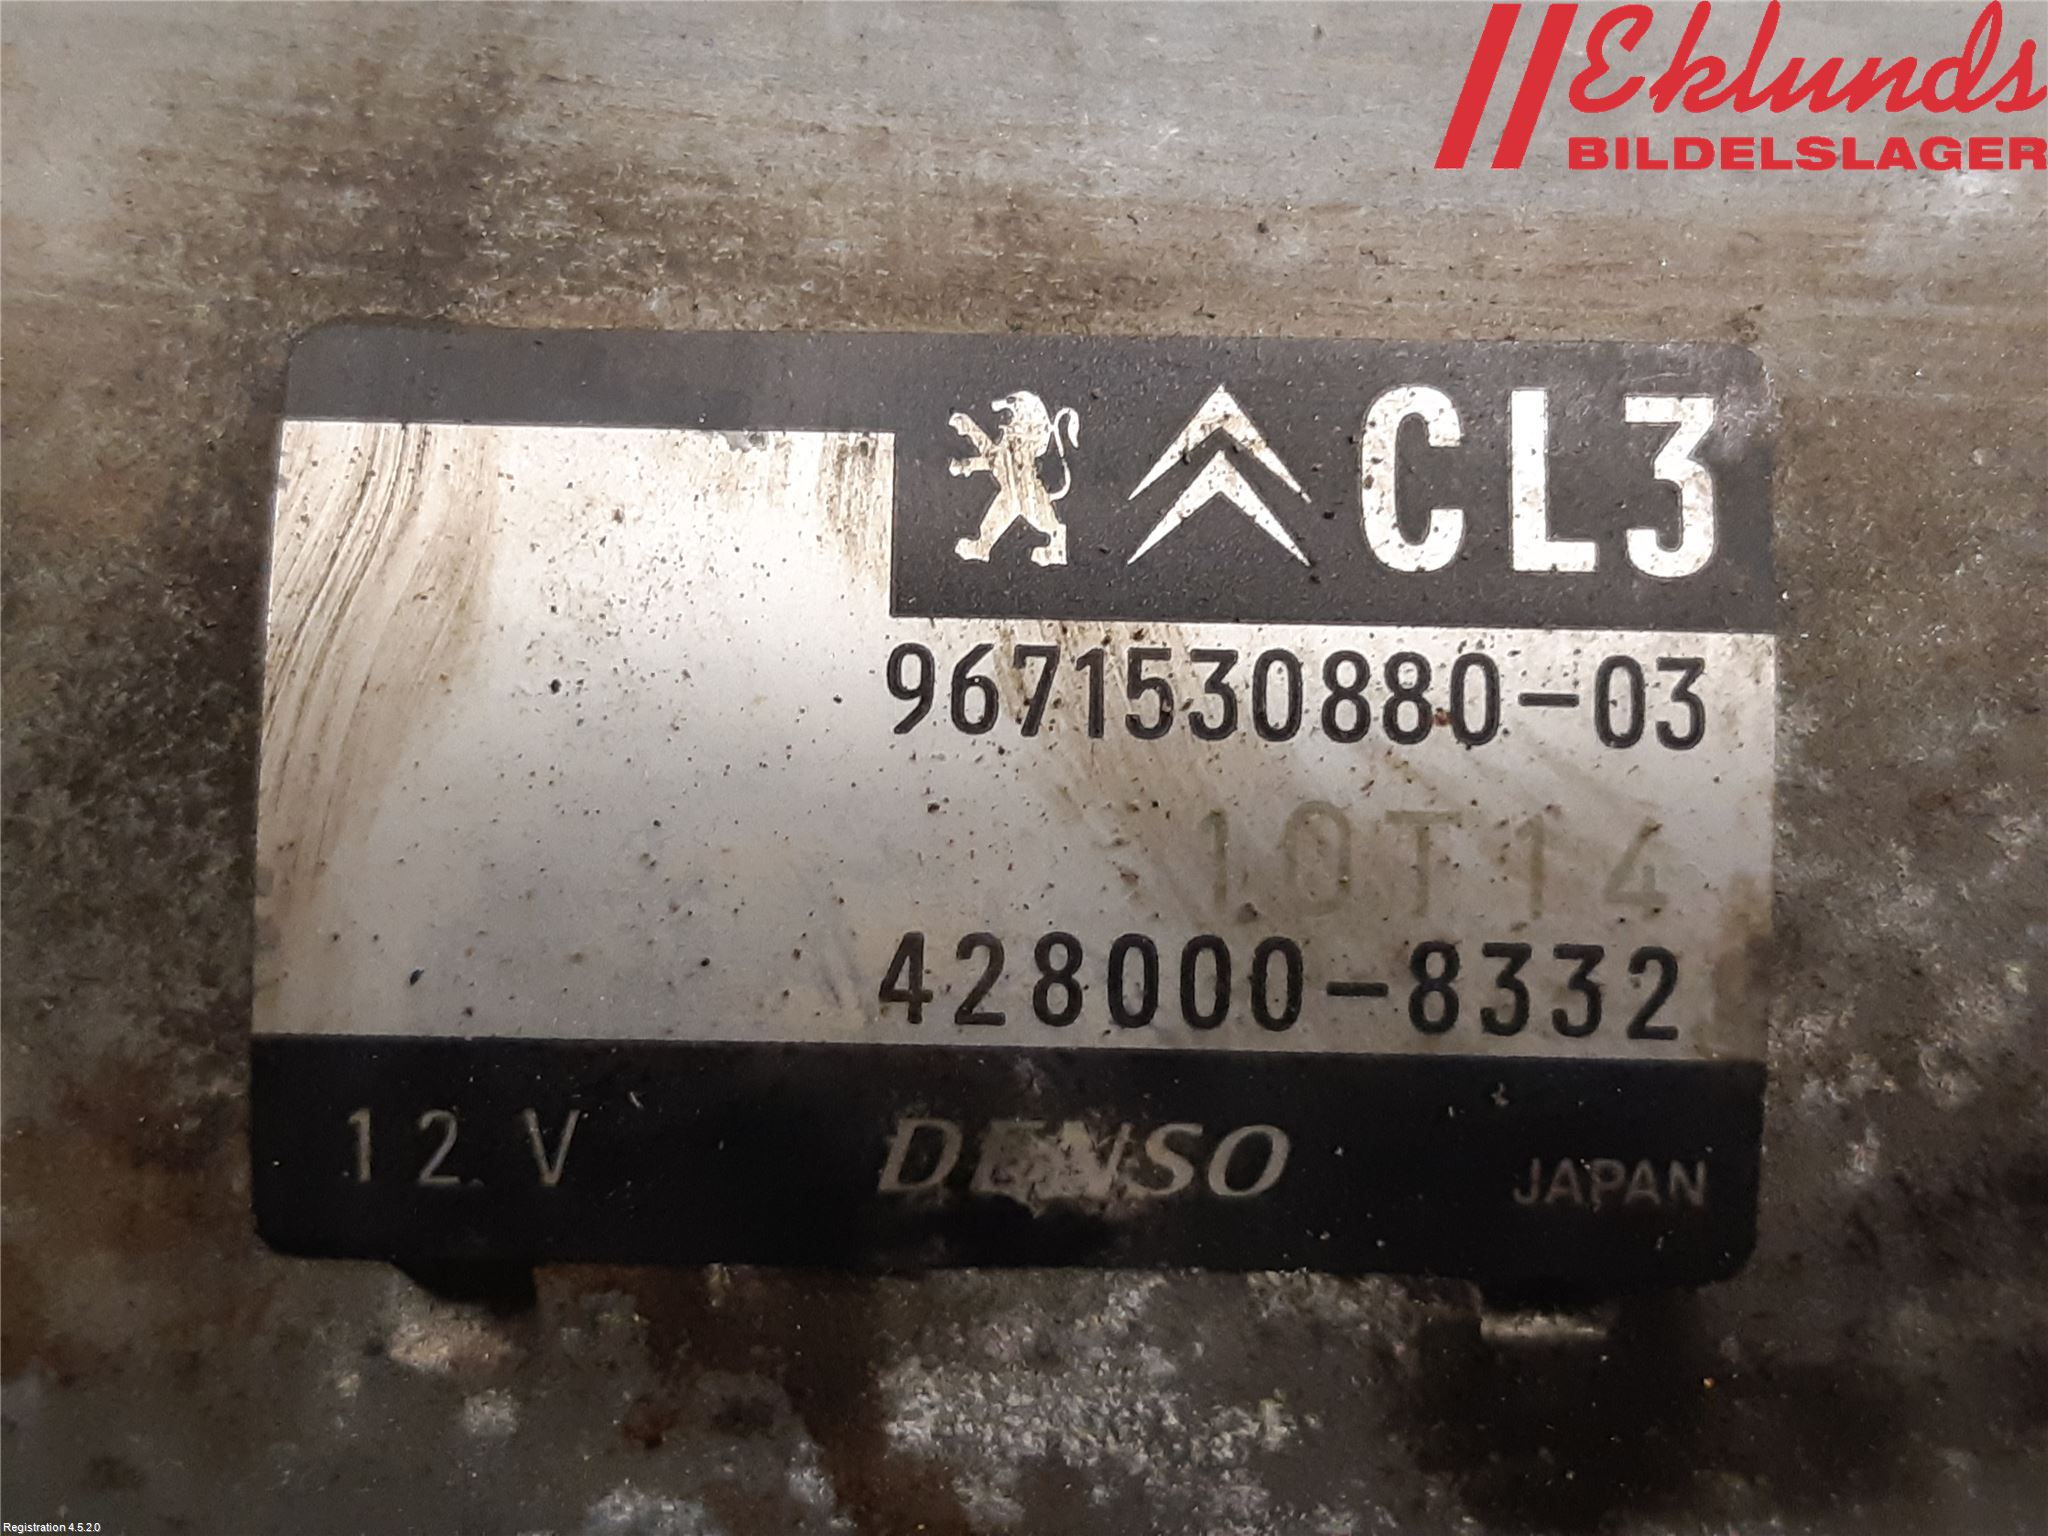 Eklunds
BILDELSLAGER
CL3
9671530880-03
10T14
428000-8332
12 V DENSO JAPAN
Registration 4.5.2.0